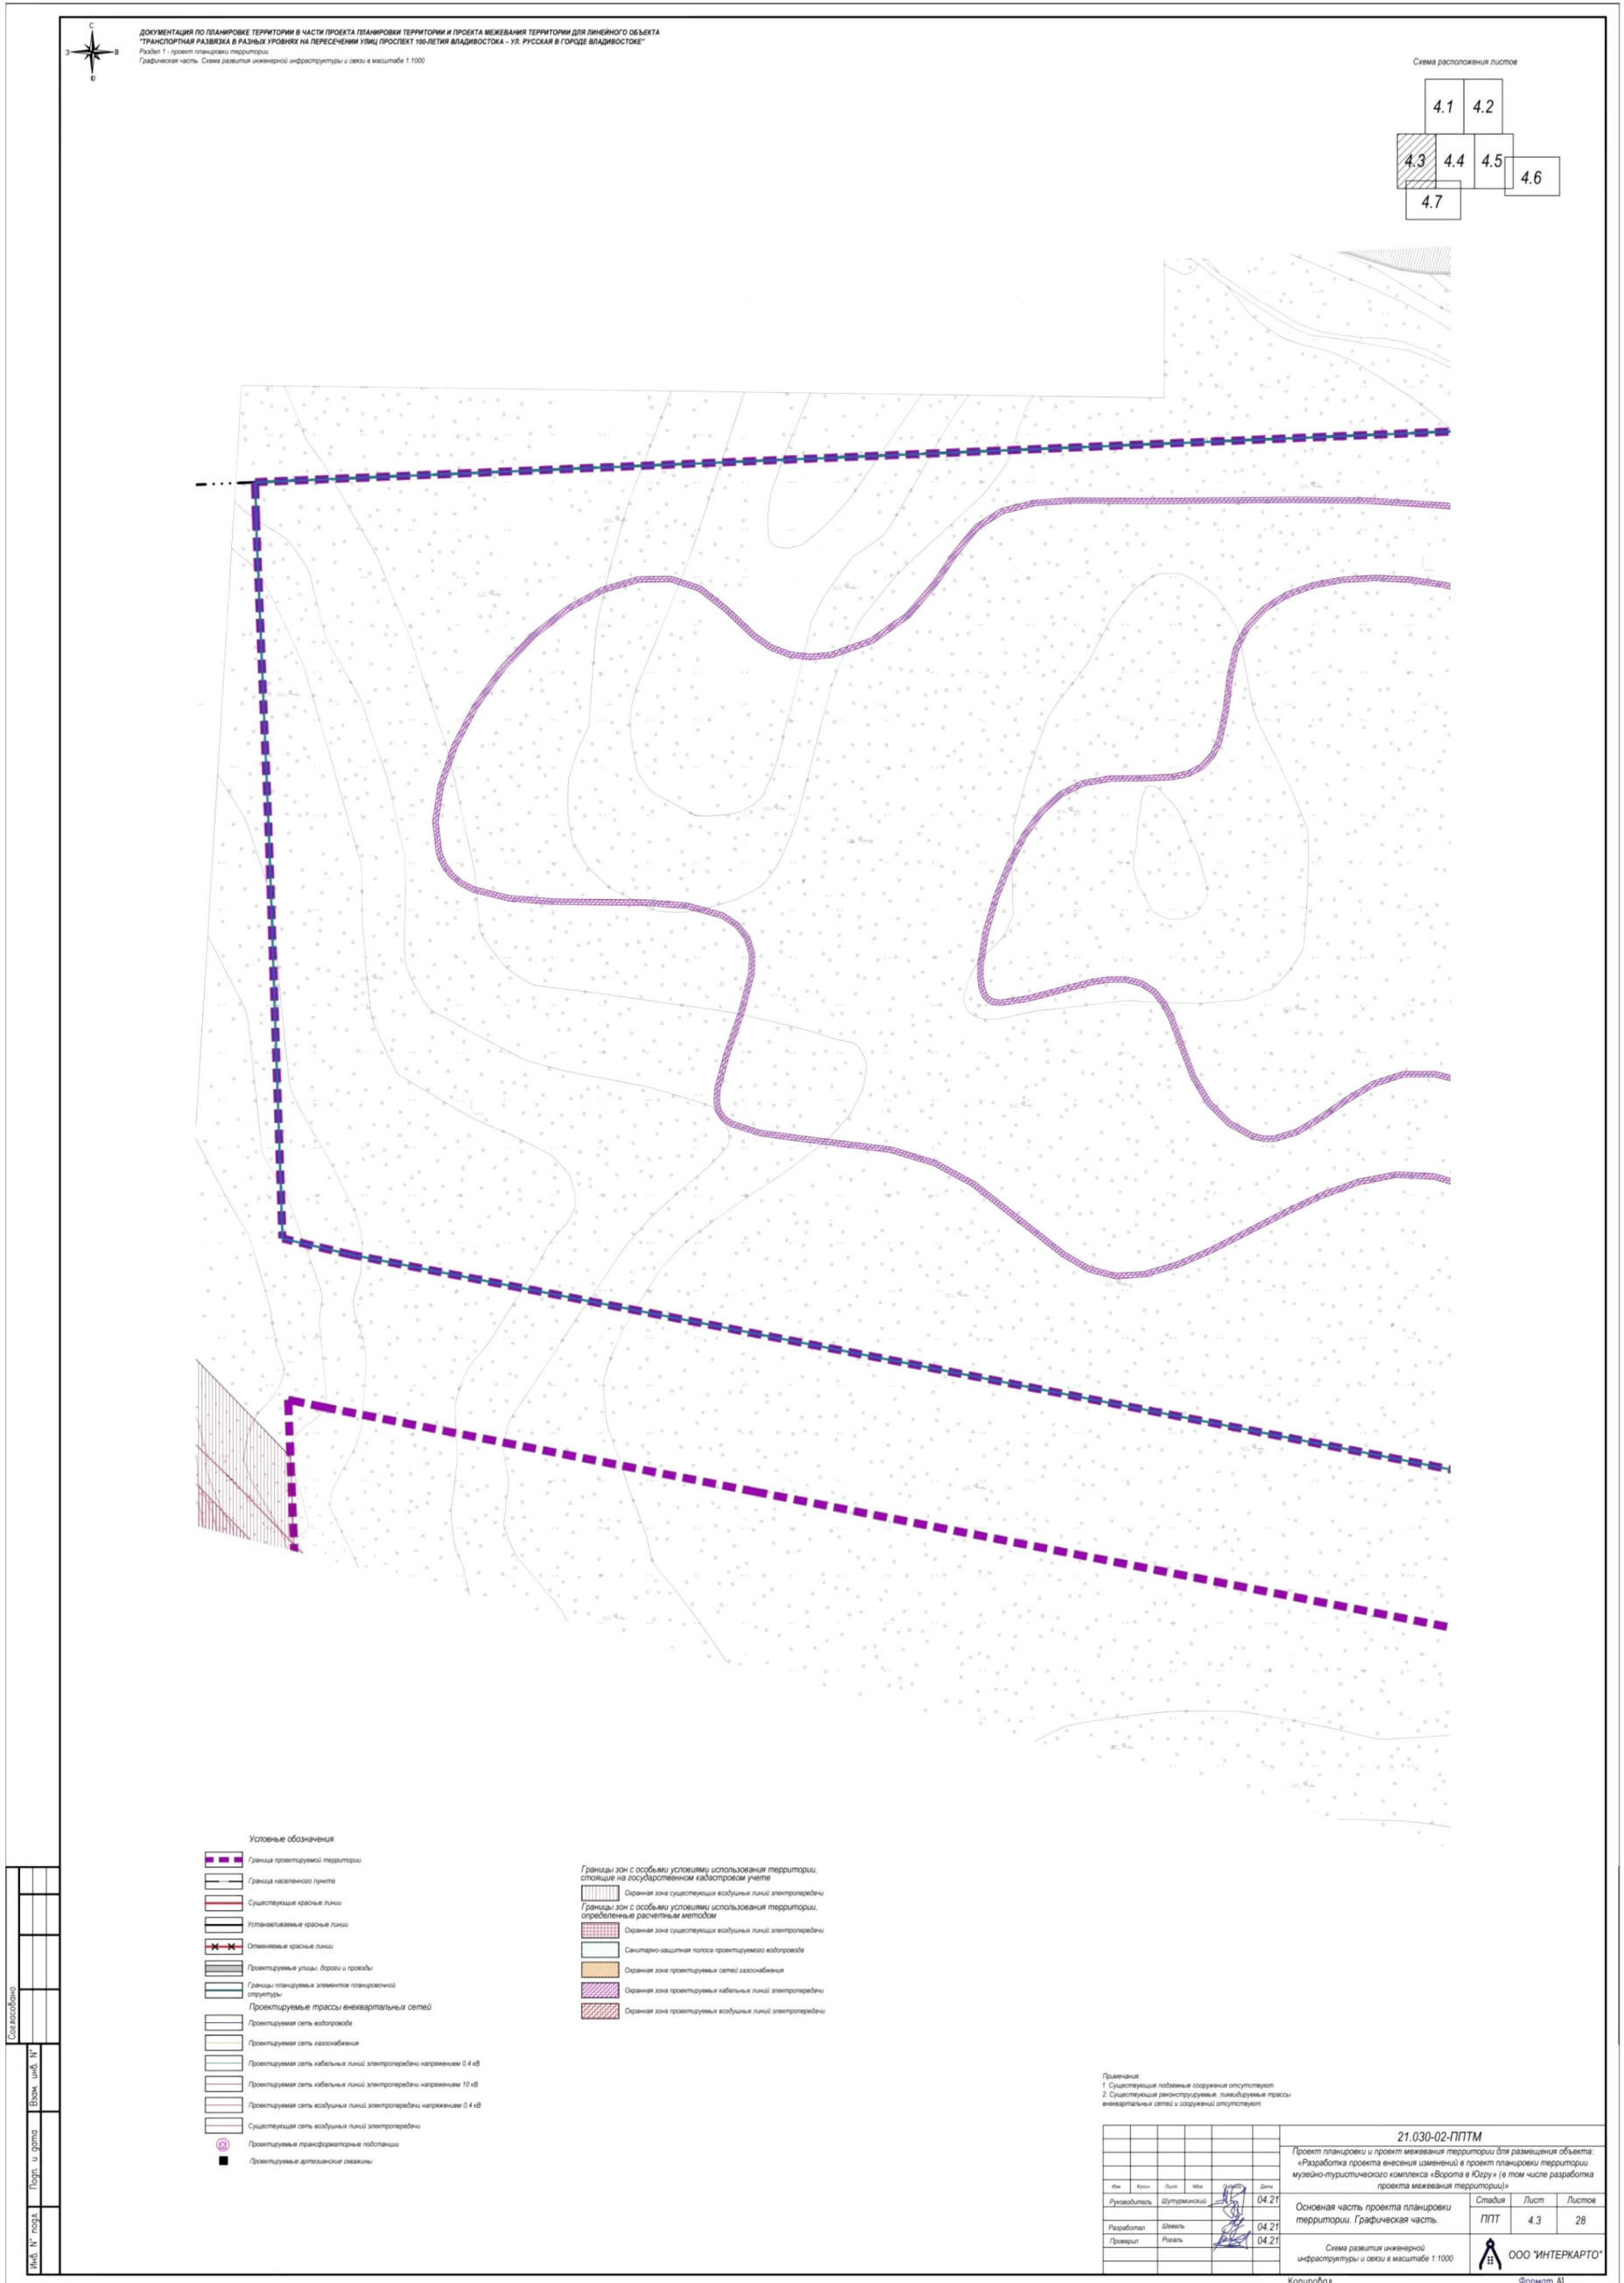 С
З
В
Ю
ДОКУМЕНТАЦИЯ ПО ПЛАНИРОВКЕ ТЕРРИТОРИИ В ЧАСТИ ПРОЕКТА ПЛАНИРОВКИ ТЕРРИТОРИИ И ПРОЕКТА МЕЖЕВАНИЯ ТЕРРИТОРИИ ДЛЯ ЛИНЕЙНОГО ОБЪЕКТА
"ТРАНСПОРТНАЯ РАЗВЯЗКА В РАЗНЫХ УРОВНЯХ НА ПЕРЕСЕЧЕНИИ УЛИЦ ПРОСПЕКТ 100-ЛЕТИЯ ВЛАДИВОСТОКА – УЛ. РУССКАЯ В ГОРОДЕ ВЛАДИВОСТОКЕ"
Раздел 1 - проект планировки территории.
Графическая часть. Схема развития инженерной инфраструктуры и связи в масштабе 1:1000
Схема расположения листов
4.1 4.2
4.3 4.4 4.5
4.6
4.7
Условные обозначения
Граница проектируемой территории
Граница населенного пункта
Существующие красные линии
Устанавливаемые красные линии
Отменяемые красные линии
Проектируемые улицы, дороги и проезды
Границы планируемых элементов планировочной
структуры
Проектируемые трассы внеквартальных сетей
Проектируемая сеть водопровода
Проектируемая сеть газоснабжения
Проектируемая сеть кабельных линий электропередачи напряжением 0,4 кВ
Проектируемая сеть кабельных линий электропередачи напряжением 10 кВ
Проектируемая сеть воздушных линий электропередачи напряжением 0,4 кВ
Существующая сеть воздушных линий электропередачи
Проектируемые трансформаторные подстанции
Проектируемые артезианские скважины
Границы зон с особыми условиями использования территории,
стоящие на государственном кадастровом учете
Охранная зона существующих воздушных линий электропередачи
Границы зон с особыми условиями использования территории,
определенные расчетным методом
Охранная зона существующих воздушных линий электропередачи
Санитарно-защитная полоса проектируемого водопровода
Охранная зона проектируемых сетей газоснабжения
Охранная зона проектируемых кабельных линий электропередачи
Охранная зона проектируемых воздушных линий электропередачи
Согласовано
Взам. инв. N°
Подп. и дата
Инв. N° подл.
Примечания:
1. Существующие подземные сооружения отсутствуют.
2. Существующие реконструируемые, ликвидируемые трассы
внеквартальных сетей и сооружений отсутствуют.
21.030-02-ППТМ
Проект планировки и проект межевания территории для размещения объекта:
«Разработка проекта внесения изменений в проект планировки территории
музейно-туристического комплекса «Ворота в Югру» (в том числе разработка
проекта межевания территории)»
Изм Колич. Лист №док Подпись Дата
Руководитель Шутурминский 04.21
Разработал Шевель 04.21
Проверил Рогаль 04.21
Основная часть проекта планировки
территории. Графическая часть.
Стадия Лист Листов
ППТ 4.3 28
Схема развития инженерной
инфраструктуры и связи в масштабе 1:1000
ООО "ИНТЕРКАРТО"
Копировал
Формат А1